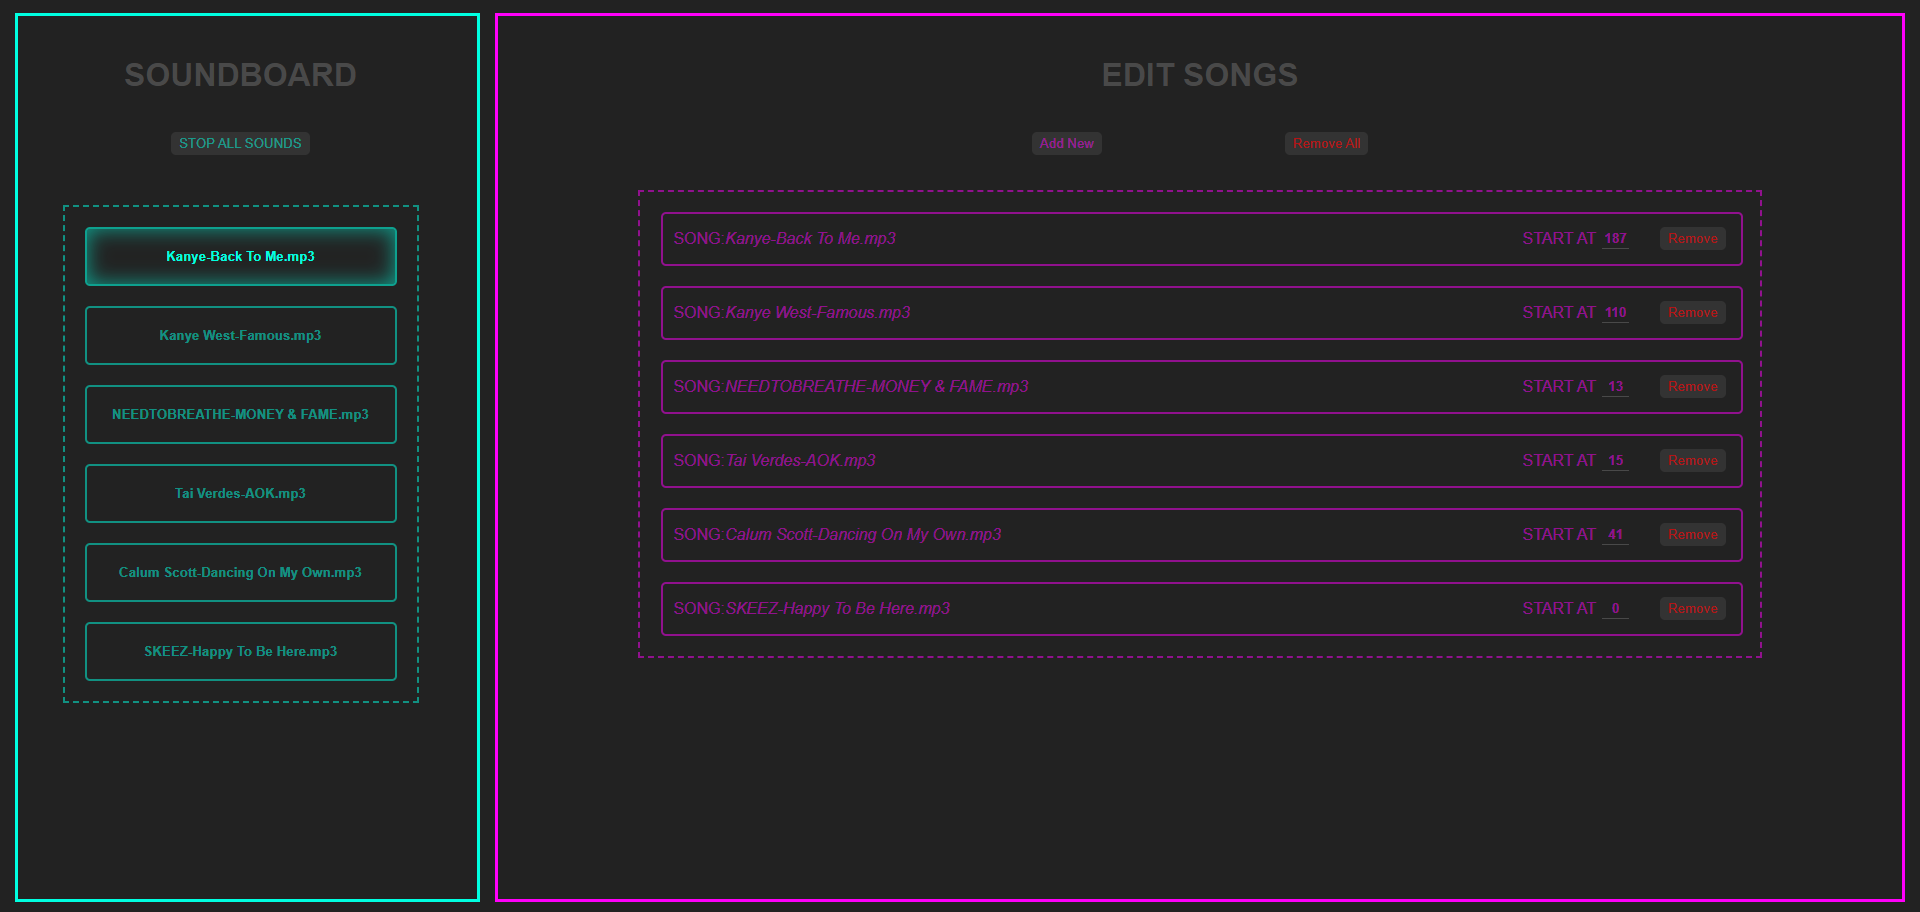 SOUNDBOARD
STOP ALL SOUNDS
Kanye-Back To Me.mp3
Kanye West-Famous.mp3
NEEDTOBREATHE-MONEY & FAME.mp3
Tai Verdes-AOK.mp3
Calum Scott-Dancing On My Own.mp3
SKEEZ-Happy To Be Here.mp3
EDIT SONGS
Add New Remove All
SONG:Kanye-Back To Me.mp3 START AT 187 Remove
SONG:Kanye West-Famous.mp3 START AT 110 Remove
SONG:NEEDTOBREATHE-MONEY & FAME.mp3 START AT 13 Remove
SONG:Tai Verdes-AOK.mp3 START AT 15 Remove
SONG:Calum Scott-Dancing On My Own.mp3 START AT 41 Remove
SONG:SKEEZ-Happy To Be Here.mp3 START AT 0 Remove